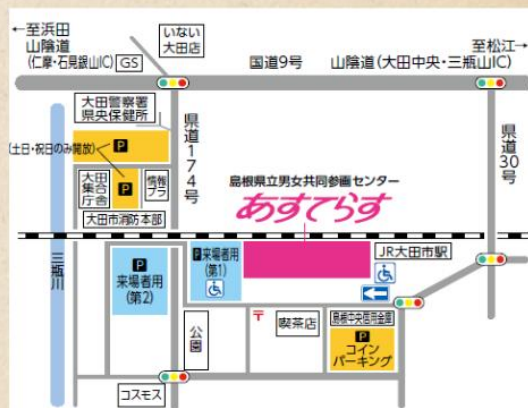 ←至浜田
山陰道
(仁摩・石見銀山IC)
GS
いない
大田店
国道9号
山陰道(大田中央・三瓶山IC)
至松江→
大田警察署
県央保健所
県道174号
県道30号
(土日・祝日のみ開放)
P
P
大田
集合
庁舎
情報
プラ
大田市消防本部
島根県立男女共同参画センター
あすてらす
三瓶川
P
来場者用
(第2)
P来場者用
(第1)
JR大田市駅
公園
〒
喫茶店
島根中央信用金庫
P
コイン
パーキング
コスモス